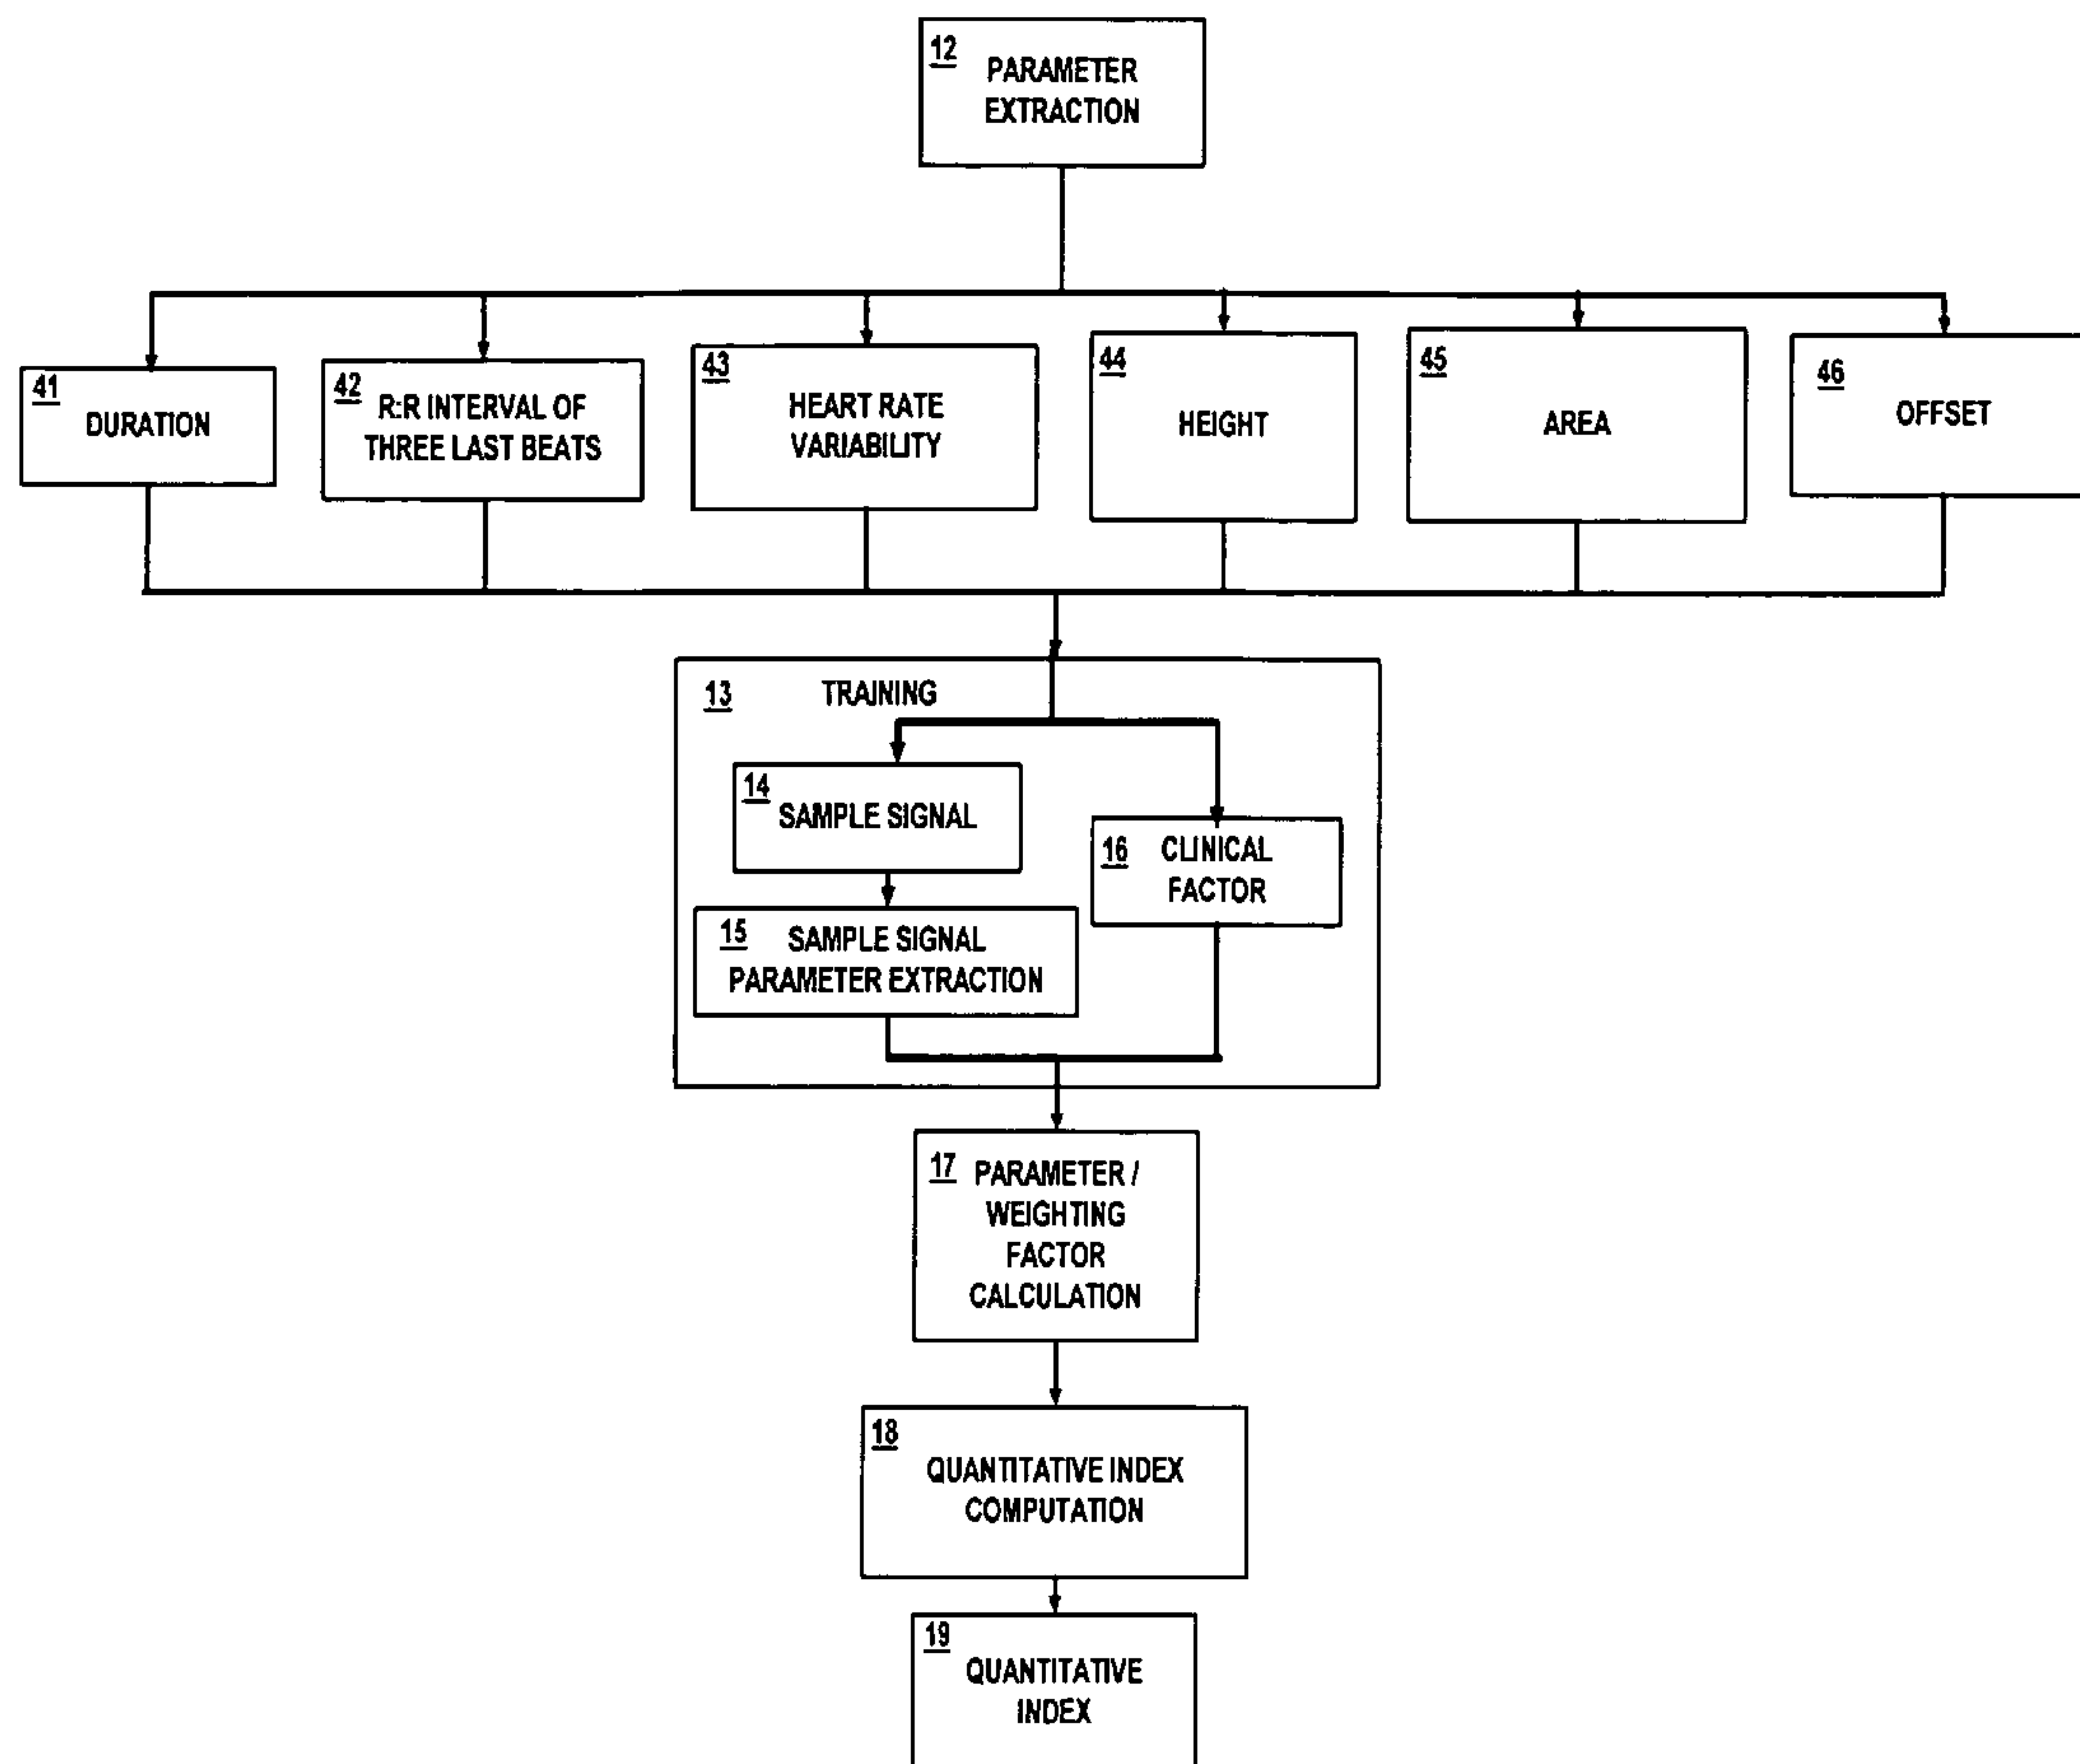 12
PARAMETER
EXTRACTION
41
DURATION
42
R:R INTERVAL OF
THREE LAST BEATS
43
HEART RATE
VARIABILITY
44
HEIGHT
45
AREA
46
OFFSET
13
TRAINING
14
SAMPLE SIGNAL
16
CLINICAL
FACTOR
15
SAMPLE SIGNAL
PARAMETER EXTRACTION
17
PARAMETER /
WEIGHTING
FACTOR
CALCULATION
18
QUANTITATIVE INDEX
COMPUTATION
19
QUANTITATIVE
INDEX